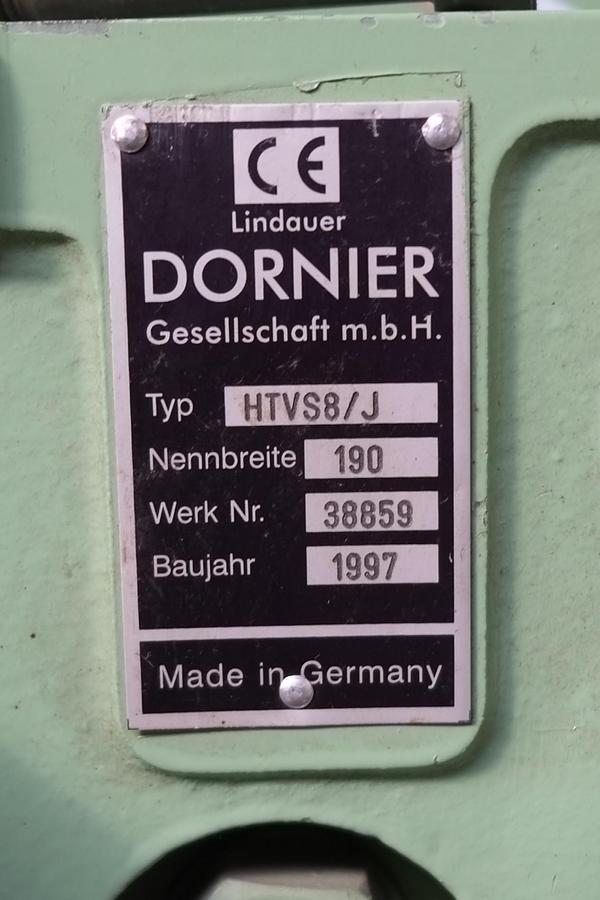 CE
Lindauer
DORNIER
Gesellschaft m.b.H.
Typ HTVS8/J
Nennbreite 190
Werk Nr. 38859
Baujahr 1997
Made in Germany